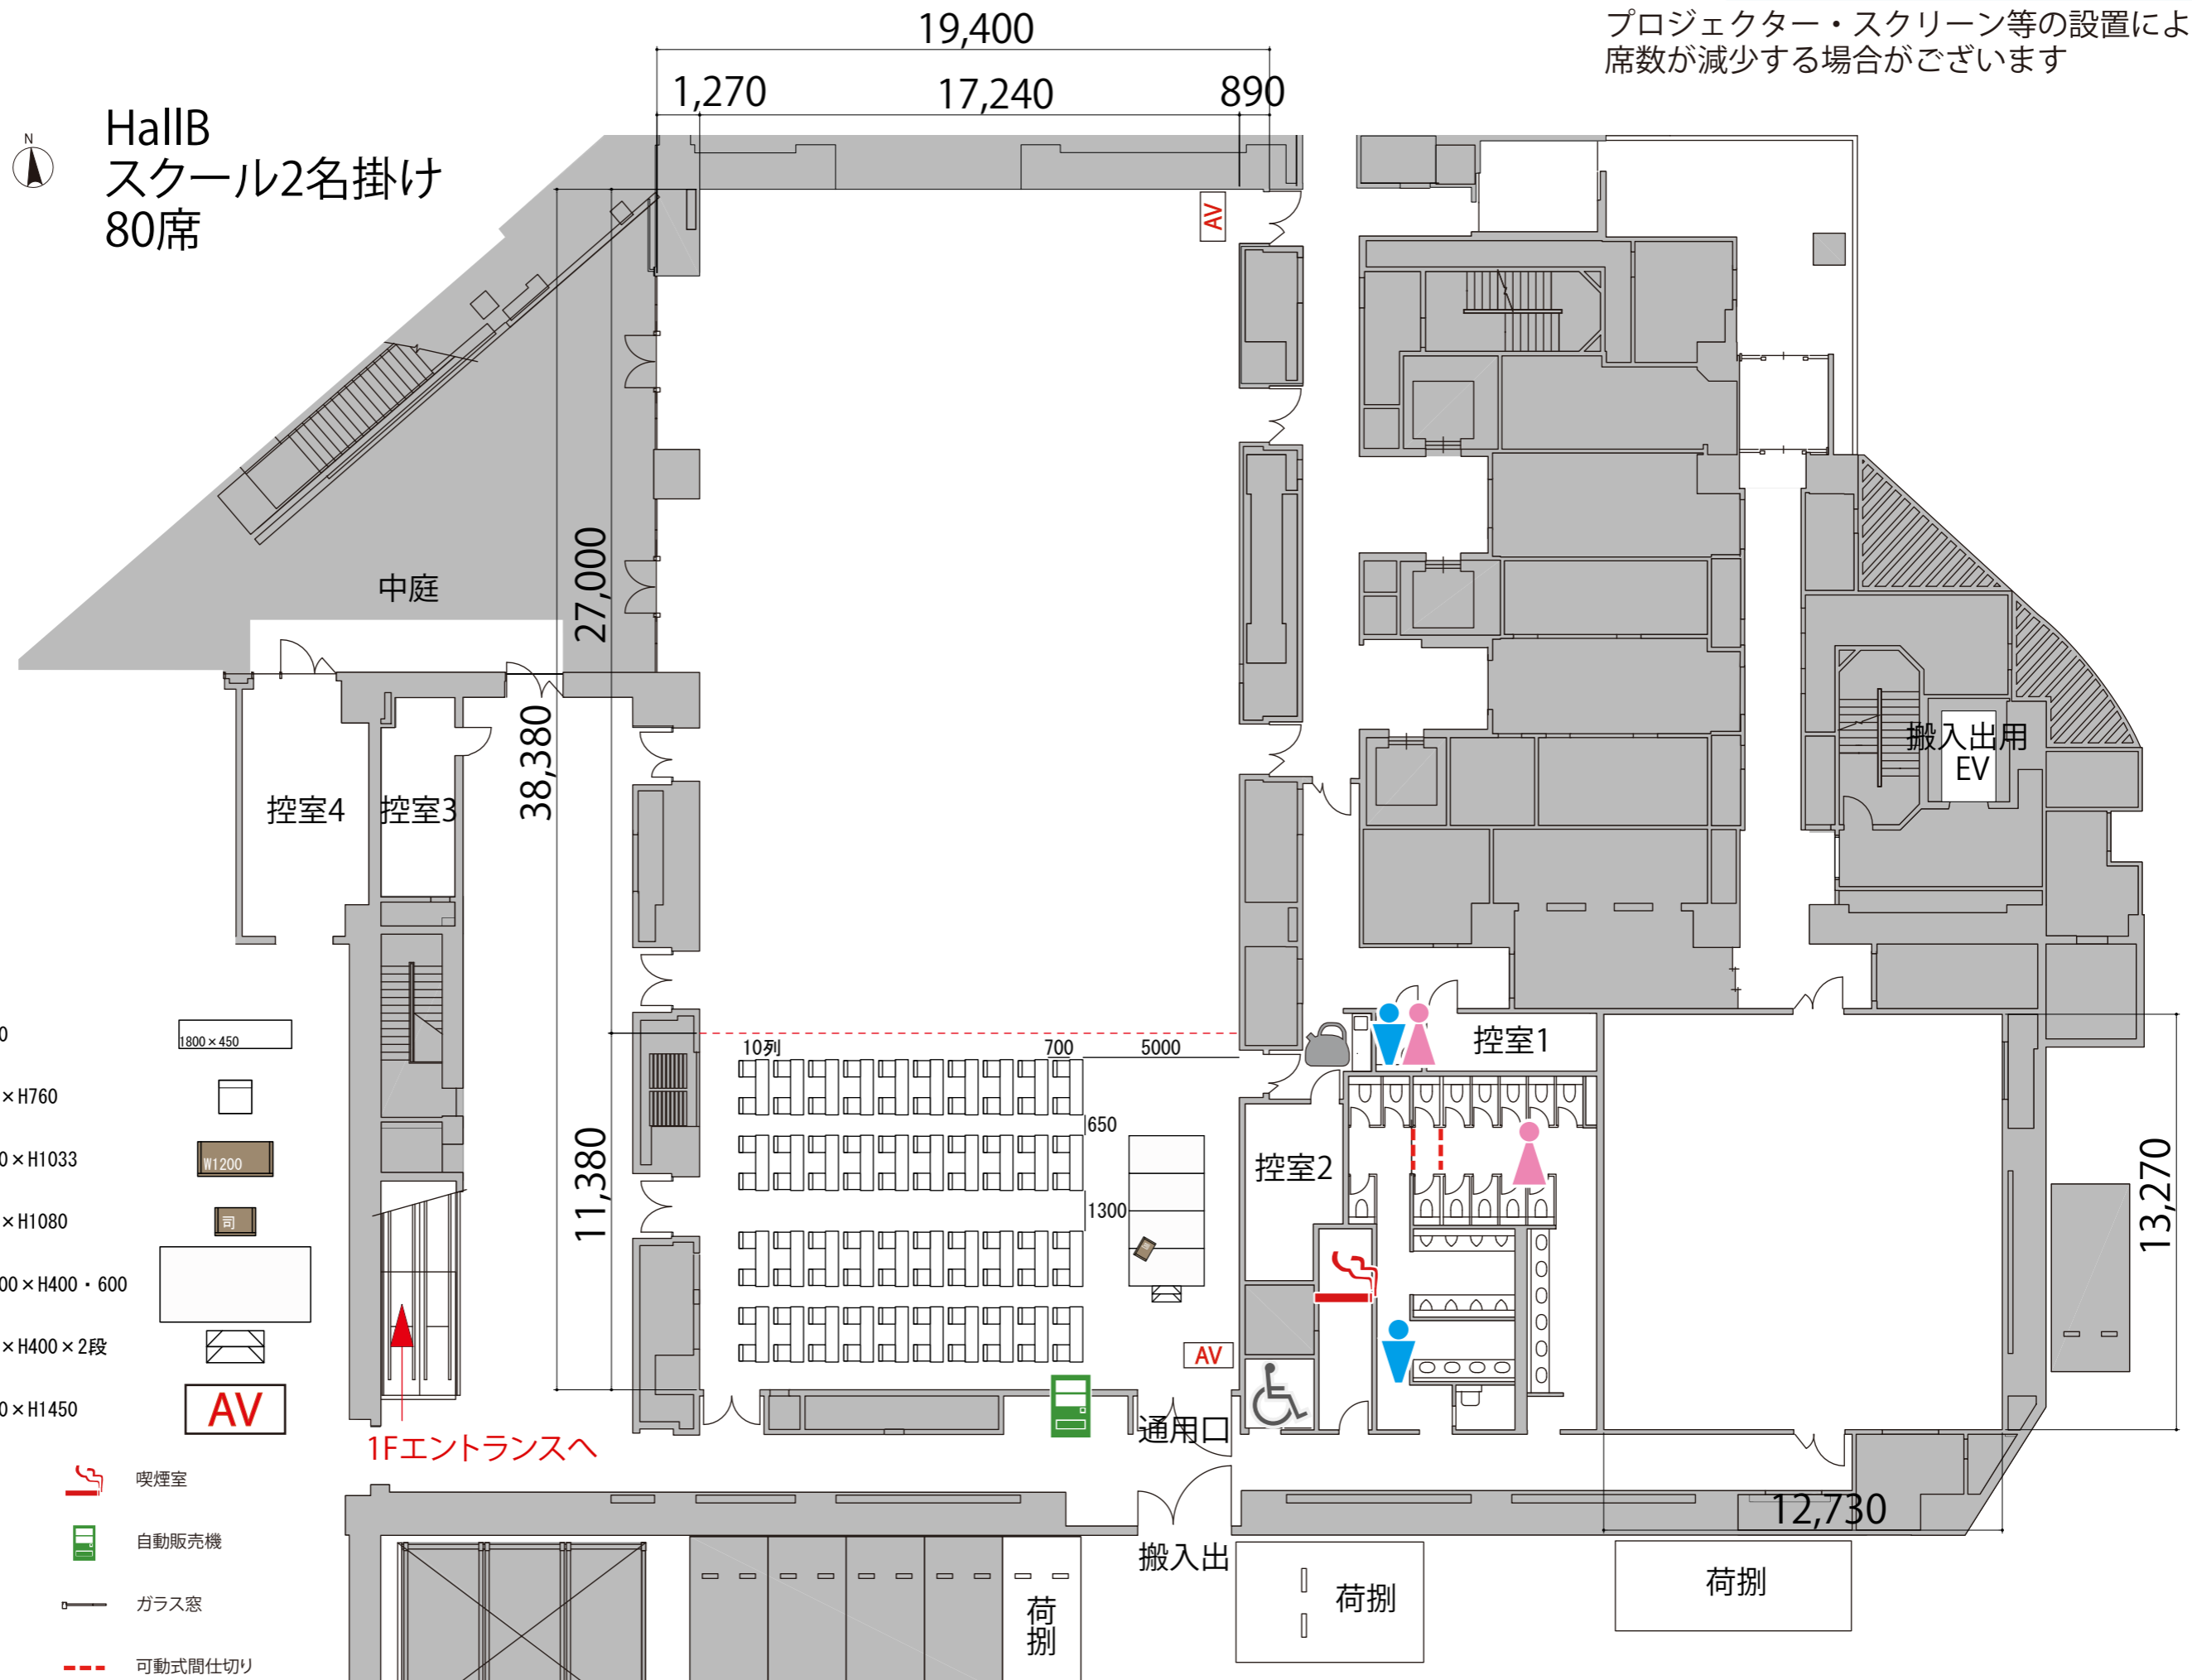 プロジェクター・スクリーン等の設置によ
席数が減少する場合がございます
19,400
1,270
17,240
890
N
HallB
スクール2名掛け
80席
AV
中庭
27,000
38,380
11,380
控室4
控室3
搬入出用
EV
0
1800×450
×H760
0×H1033
W1200
×H1080
司
00×H400・600
×H400×2段
0×H1450
AV
10列
700
5000
650
1300
控室1
控室2
AV
13,270
12,730
通用口
1Fエントランスへ
喫煙室
自動販売機
ガラス窓
可動式間仕切り
搬入出
荷捌
荷捌
荷捌